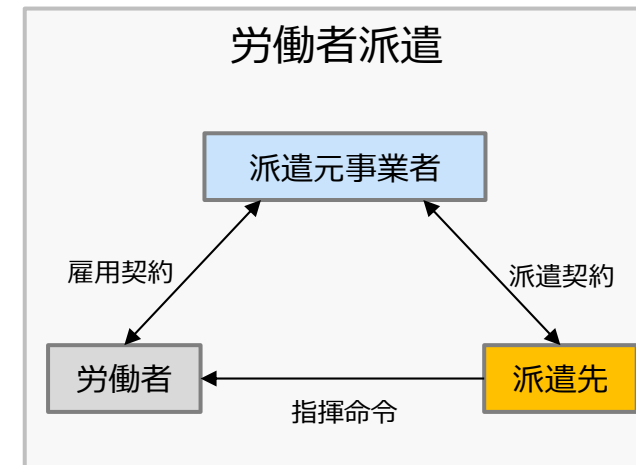 労働者派遣
派遣元事業者
雇用契約
派遣契約
労働者
派遣先
指揮命令